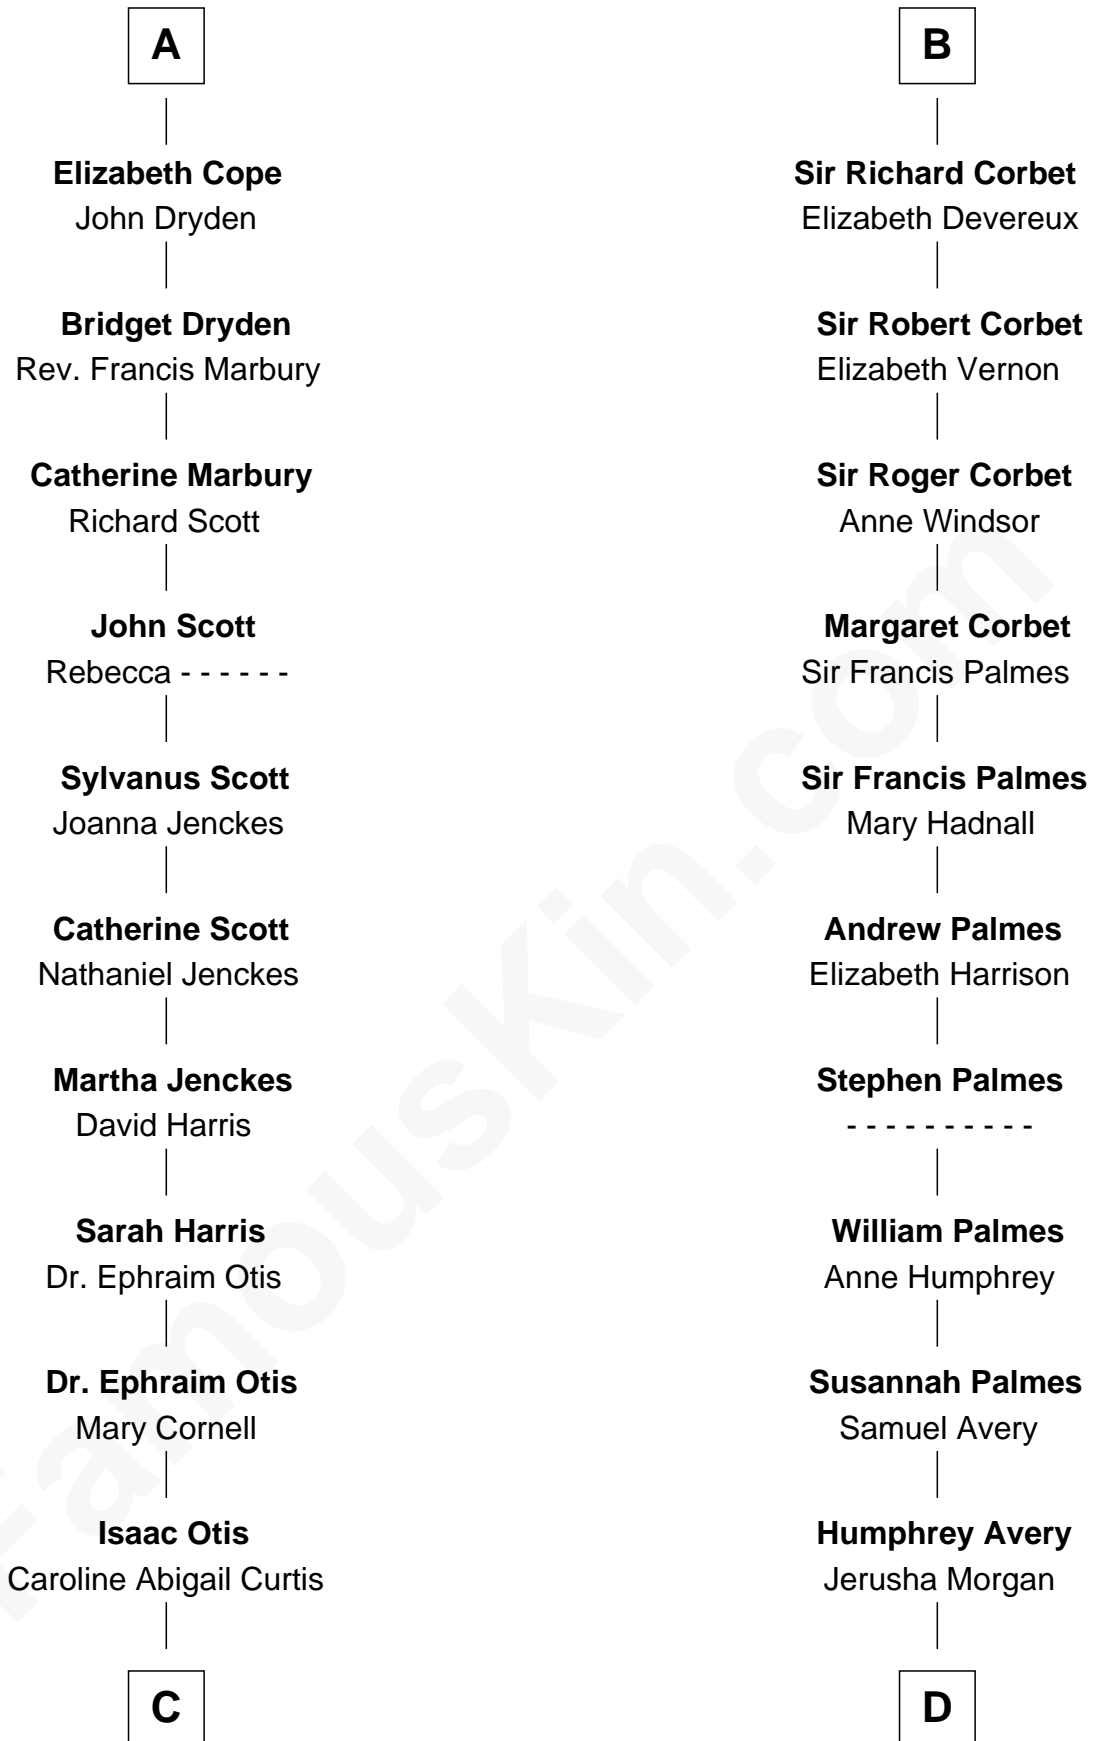 A
Elizabeth Cope
John Dryden
Bridget Dryden
Rev. Francis Marbury
Catherine Marbury
Richard Scott
John Scott
Rebecca - - - - - -
Sylvanus Scott
Joanna Jenckes
Catherine Scott
Nathaniel Jenckes
Martha Jenckes
David Harris
Sarah Harris
Dr. Ephraim Otis
Dr. Ephraim Otis
Mary Cornell
Isaac Otis
Caroline Abigail Curtis
C
B
Sir Richard Corbet
Elizabeth Devereux
Sir Robert Corbet
Elizabeth Vernon
Sir Roger Corbet
Anne Windsor
Margaret Corbet
Sir Francis Palmes
Sir Francis Palmes
Mary Hadnall
Andrew Palmes
Elizabeth Harrison
Stephen Palmes
- - - - - - - - - -
William Palmes
Anne Humphrey
Susannah Palmes
Samuel Avery
Humphrey Avery
Jerusha Morgan
D
FamousKin.com